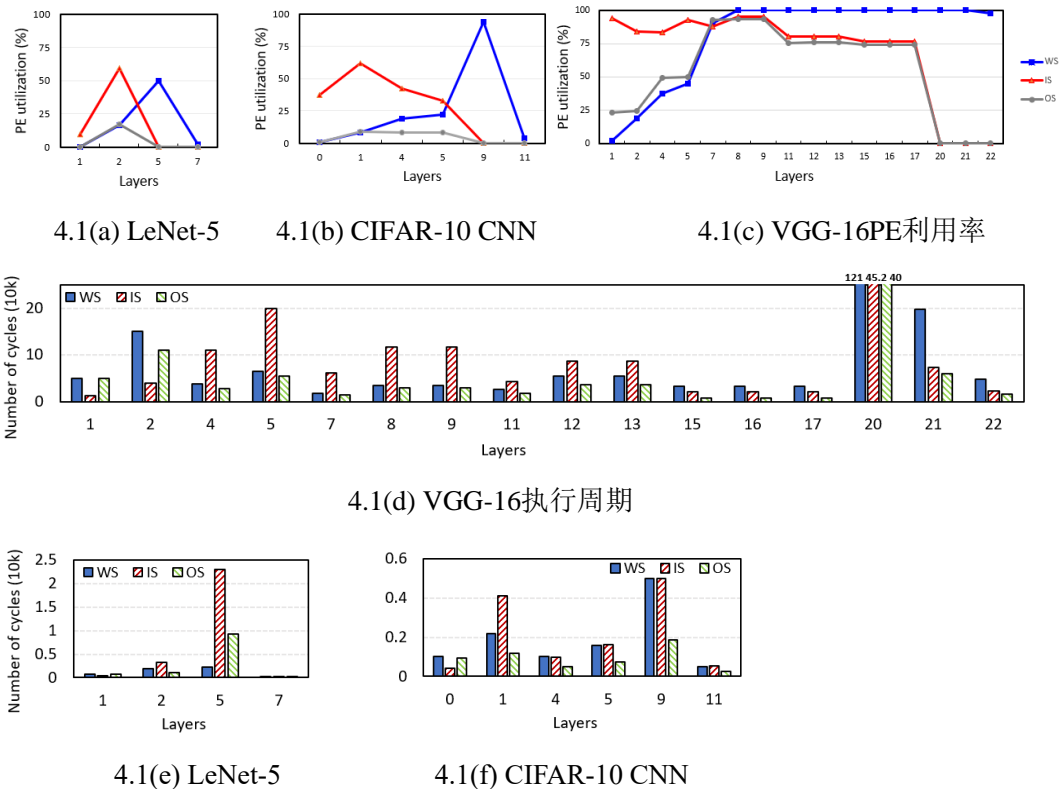 PE utilization (%)
100
75
50
25
0
1 2 5 7
Layers
4.1(a) LeNet-5
PE utilization (%)
100
75
50
25
0
0 1 4 5 9 11
Layers
4.1(b) CIFAR-10 CNN
PE utilization (%)
100
75
50
25
0
1 2 4 5 7 8 9 11 12 13 15 16 17 20 21 22
Layers
WS
IS
OS
4.1(c) VGG-16PE利用率
Number of cycles (10k)
20
10
0
WS IS OS
121 45.2 40
1 2 4 5 7 8 9 11 12 13 15 16 17 20 21 22
Layers
4.1(d) VGG-16执行周期
Number of cycles (10k)
2.5
2
1.5
1
0.5
0
WS IS OS
1 2 5 7
Layers
4.1(e) LeNet-5
0.6
0.4
0.2
0
WS IS OS
0 1 4 5 9 11
Layers
4.1(f) CIFAR-10 CNN